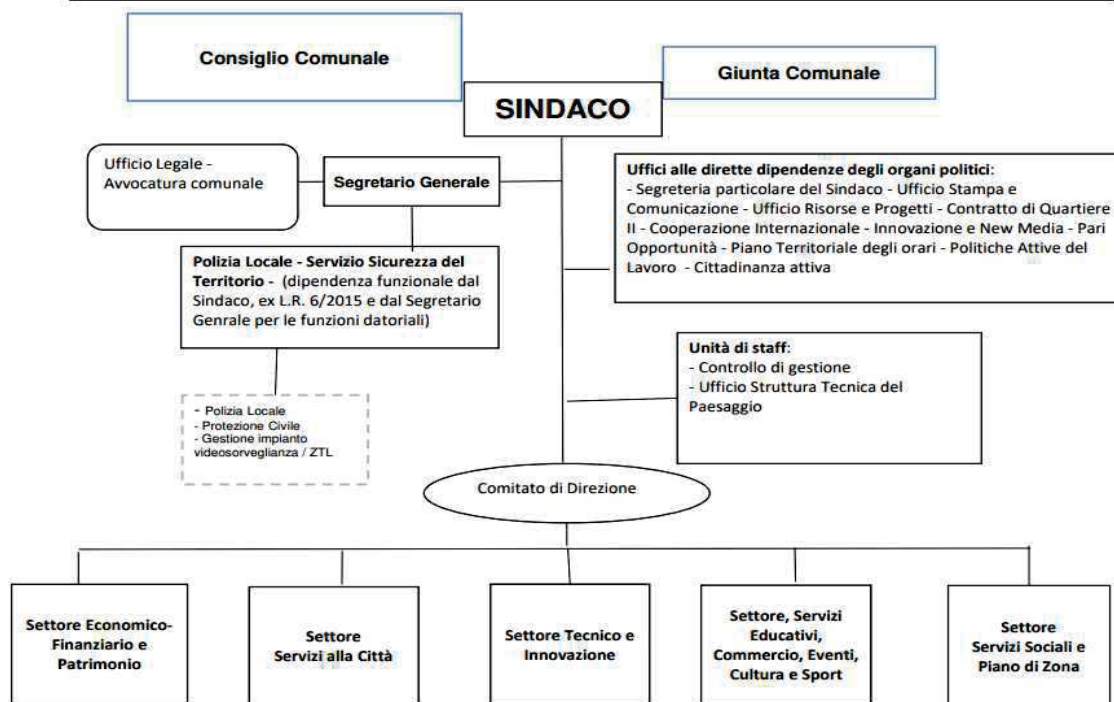 Consiglio Comunale
Giunta Comunale
SINDACO
Ufficio Legale -
Avvocatura comunale
Segretario Generale
Uffici alle dirette dipendenze degli organi politici:
- Segreteria particolare del Sindaco - Ufficio Stampa e
Comunicazione - Ufficio Risorse e Progetti - Contratto di Quartiere
II - Cooperazione Internazionale - Innovazione e New Media - Pari
Opportunità - Piano Territoriale degli orari - Politiche Attive del
Lavoro - Cittadinanza attiva
Polizia Locale - Servizio Sicurezza del
Territorio - (dipendenza funzionale dal
Sindaco, ex L.R. 6/2015 e dal Segretario
Genrale per le funzioni datoriali)
Unità di staff:
- Controllo di gestione
- Ufficio Struttura Tecnica del
Paesaggio
- Polizia Locale
- Protezione Civile
- Gestione impianto
videosorveglianza / ZTL
Comitato di Direzione
Settore Economico-
Finanziario e
Patrimonio
Settore
Servizi alla Città
Settore Tecnico e
Innovazione
Settore, Servizi
Educativi,
Commercio, Eventi,
Cultura e Sport
Settore
Servizi Sociali e
Piano di Zona